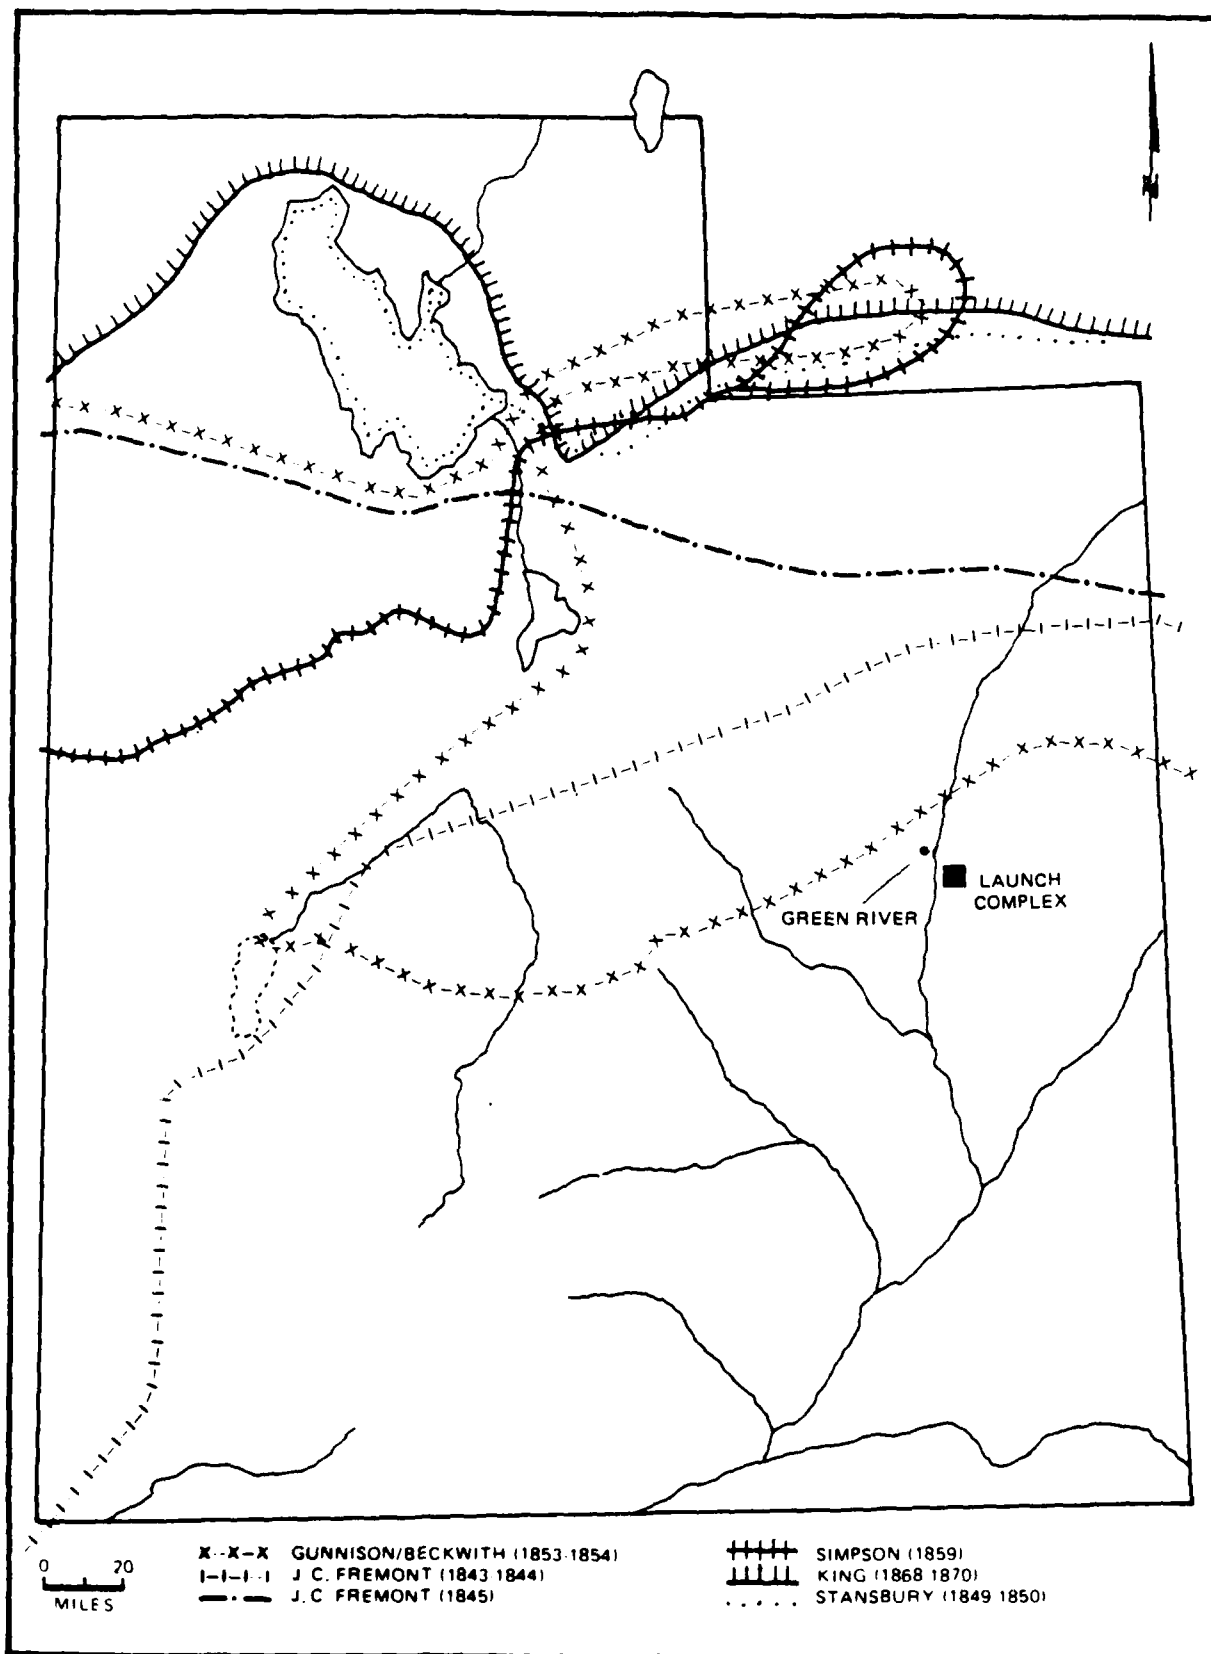 N
LAUNCH
COMPLEX
GREEN RIVER
0 20
MILES
X--X-X GUNNISON/BECKWITH (1853-1854)
I-I-I-I J.C. FREMONT (1843-1844)
J.C FREMONT (1845)
SIMPSON (1859)
KING (1868 1870)
STANSBURY (1849 1850)